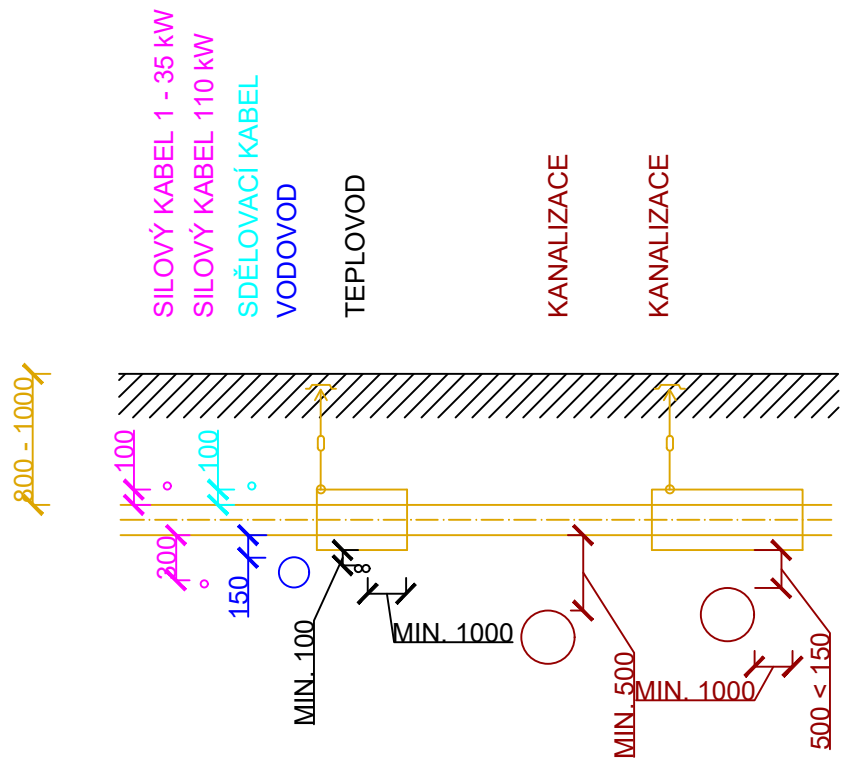 SILOVÝ KABEL 1 - 35 kW
SILOVÝ KABEL 110 kW
SDĚLOVACÍ KABEL
VODOVOD
TEPLOVOD
KANALIZACE
KANALIZACE
800 - 1000
100
300
100
150
MIN. 100
MIN. 1000
MIN. 500
MIN. 1000
500 < 150